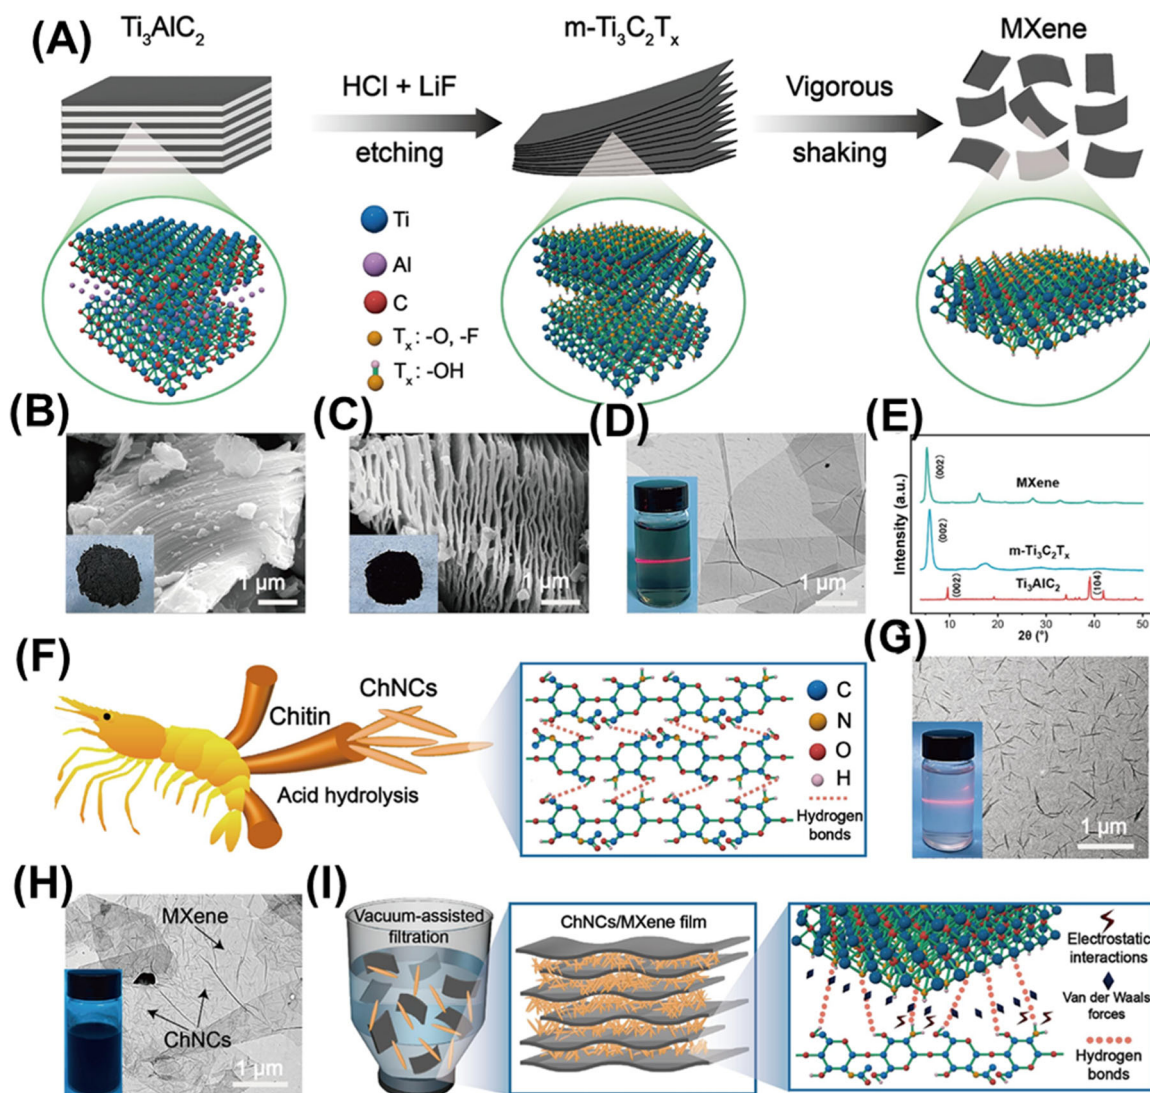 (A)
Ti₃AlC₂
m-Ti₃C₂Tₓ
MXene
HCl + LiF
etching
Vigorous
shaking
Ti
Al
C
Tₓ: -O, -F
Tₓ: -OH
(B)
1 μm
(C)
1 μm
(D)
1 μm
(E)
Intensity (a.u.)
(002)
MXene
(002)
m-Ti₃C₂Tₓ
Ti₃AlC₂
(002)
(104)
10
20
30
40
50
2θ (°)
(F)
Chitin
ChNCs
Acid hydrolysis
C
N
O
H
Hydrogen
bonds
(G)
1 μm
(H)
MXene
ChNCs
1 μm
(I)
Vacuum-assisted
filtration
ChNCs/MXene film
Electrostatic
interactions
Van der Waals
forces
Hydrogen
bonds